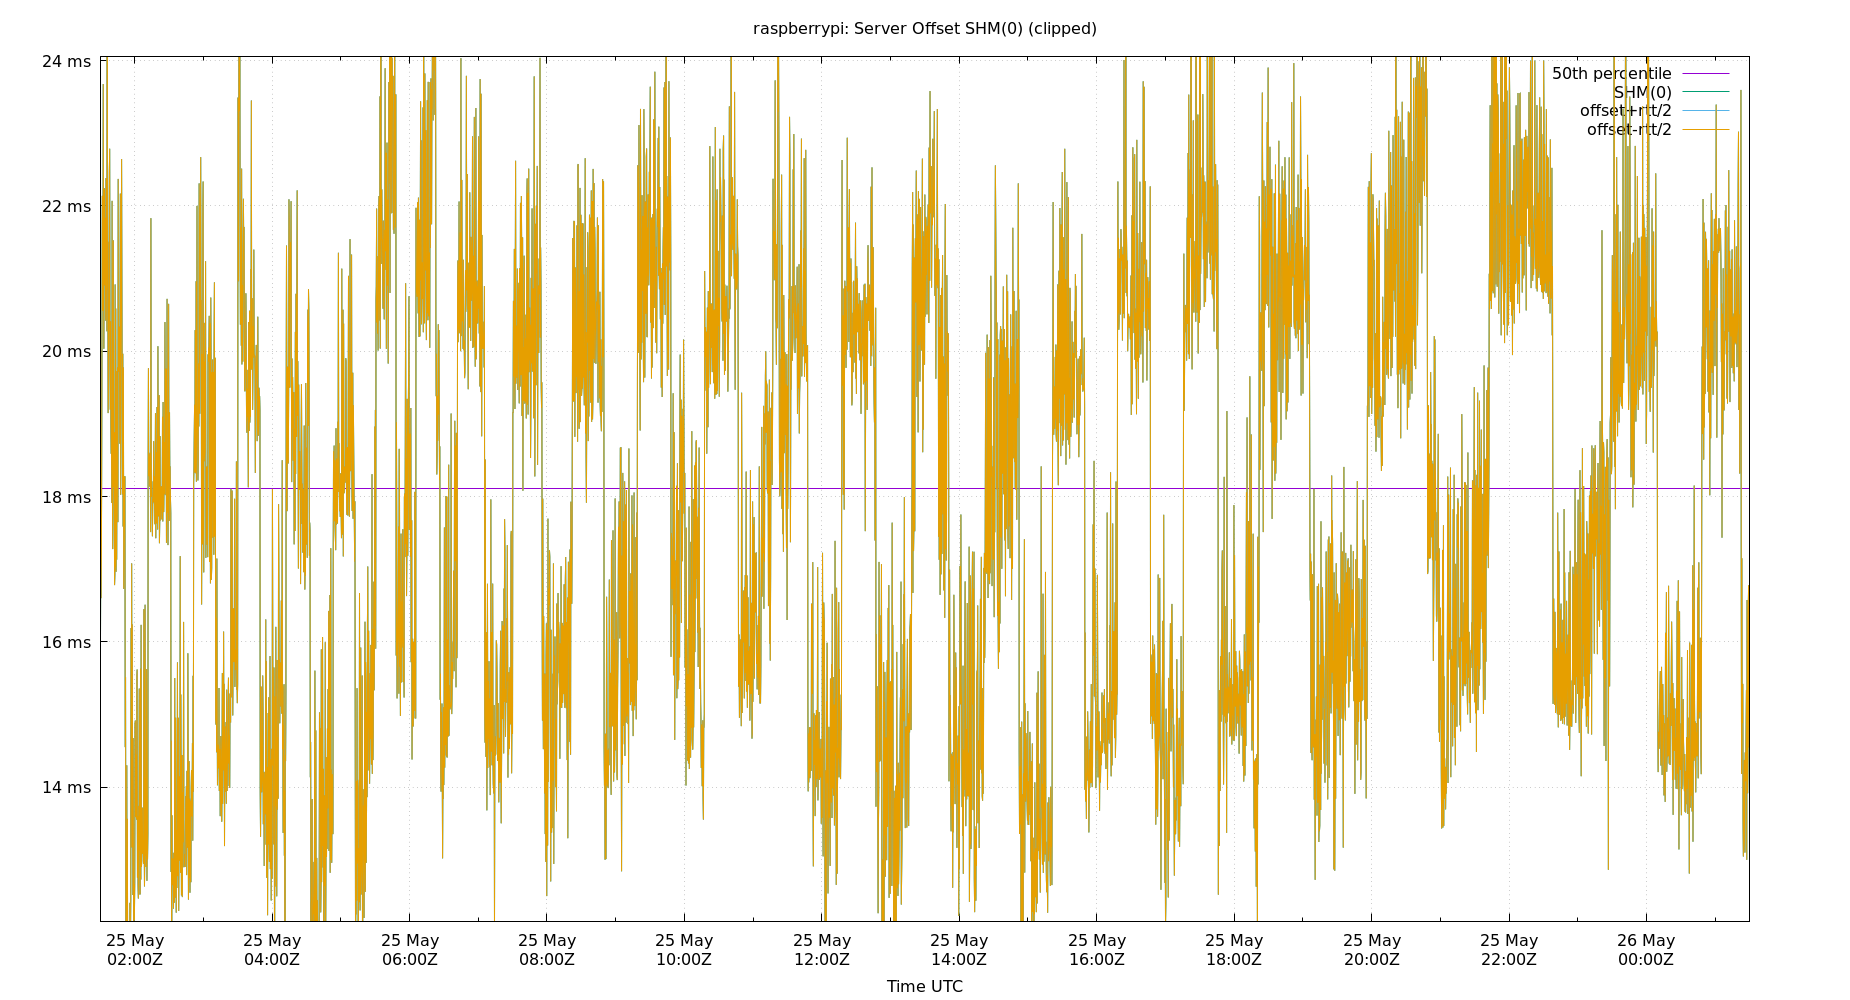 raspberrypi: Server Offset SHM(0) (clipped)
50th percentile
SHM(0)
offset+rtt/2
offset-rtt/2
24 ms
22 ms
20 ms
18 ms
16 ms
14 ms
25 May 25 May 25 May 25 May 25 May 25 May 25 May 25 May 25 May 25 May 25 May 26 May
02:00Z 04:00Z 06:00Z 08:00Z 10:00Z 12:00Z 14:00Z 16:00Z 18:00Z 20:00Z 22:00Z 00:00Z
Time UTC